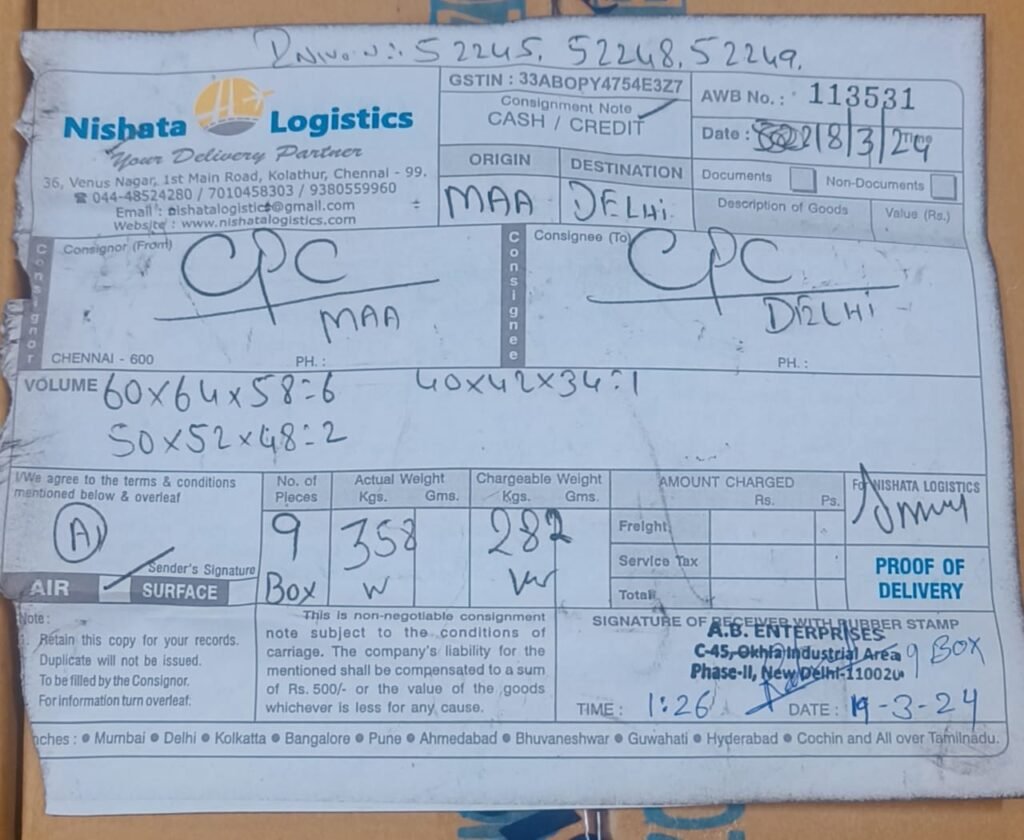 52245, 52248, 52249.
Nishata Logistics
Your Delivery Partner
36, Venus Nagar, 1st Main Road, Kolathur, Chennai - 99.
☎ 044-48524280 / 7010458303 / 9380559960
Email : nishatalogistics@gmail.com
Website : www.nishatalogistics.com
GSTIN : 33ABOPY4754E3Z7
Consignment Note
CASH / CREDIT
AWB No. : 113531
Date : 18/3/24
ORIGIN
DESTINATION
MAA
DELHI
Documents
Non-Documents
Description of Goods
Value (Rs.)
Consignor
Consignor (From)
CPC
MAA
CHENNAI - 600
PH. :
Consignee
Consignee (To)
CPC
DELHI
PH. :
VOLUME 60x64x58=6 40x42x34=1
50x52x48=2
I/We agree to the terms & conditions
mentioned below & overleaf
A
Sender's Signature
AIR SURFACE
No. of
Pieces
9
Box
Actual Weight
Kgs. Gms.
358
W
Chargeable Weight
Kgs. Gms.
282
VW
AMOUNT CHARGED
Rs. Ps.
Freight
Service Tax
Total
For NISHATA LOGISTICS
PROOF OF
DELIVERY
Note :
1. Retain this copy for your records.
Duplicate will not be issued.
To be filled by the Consignor.
For information turn overleaf.
This is non-negotiable consignment
note subject to the conditions of
carriage. The company's liability for the
mentioned shall be compensated to a sum
of Rs. 500/- or the value of the goods
whichever is less for any cause.
SIGNATURE OF RECEIVER WITH RUBBER STAMP
A.B. ENTERPRISES
C-45, Okhla Industrial Area
Phase-II, New Delhi-110020
9 BOX
TIME : 1:26 DATE : 19-3-24
nches : ● Mumbai ● Delhi ● Kolkatta ● Bangalore ● Pune ● Ahmedabad ● Bhuvaneshwar ● Guwahati ● Hyderabad ● Cochin and All over Tamilnadu.